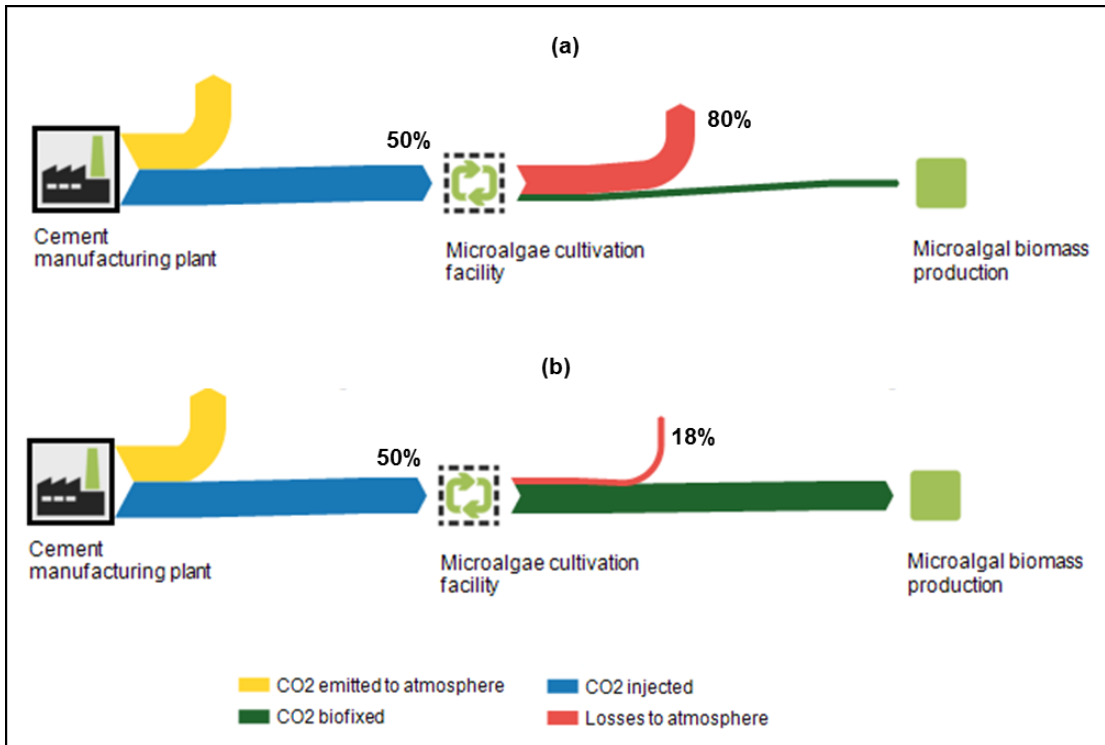 (a)
50%
80%
Cement
manufacturing plant
Microalgae cultivation
facility
Microalgal biomass
production
(b)
50%
18%
Cement
manufacturing plant
Microalgae cultivation
facility
Microalgal biomass
production
CO2 emitted to atmosphere
CO2 injected
CO2 biofixed
Losses to atmosphere